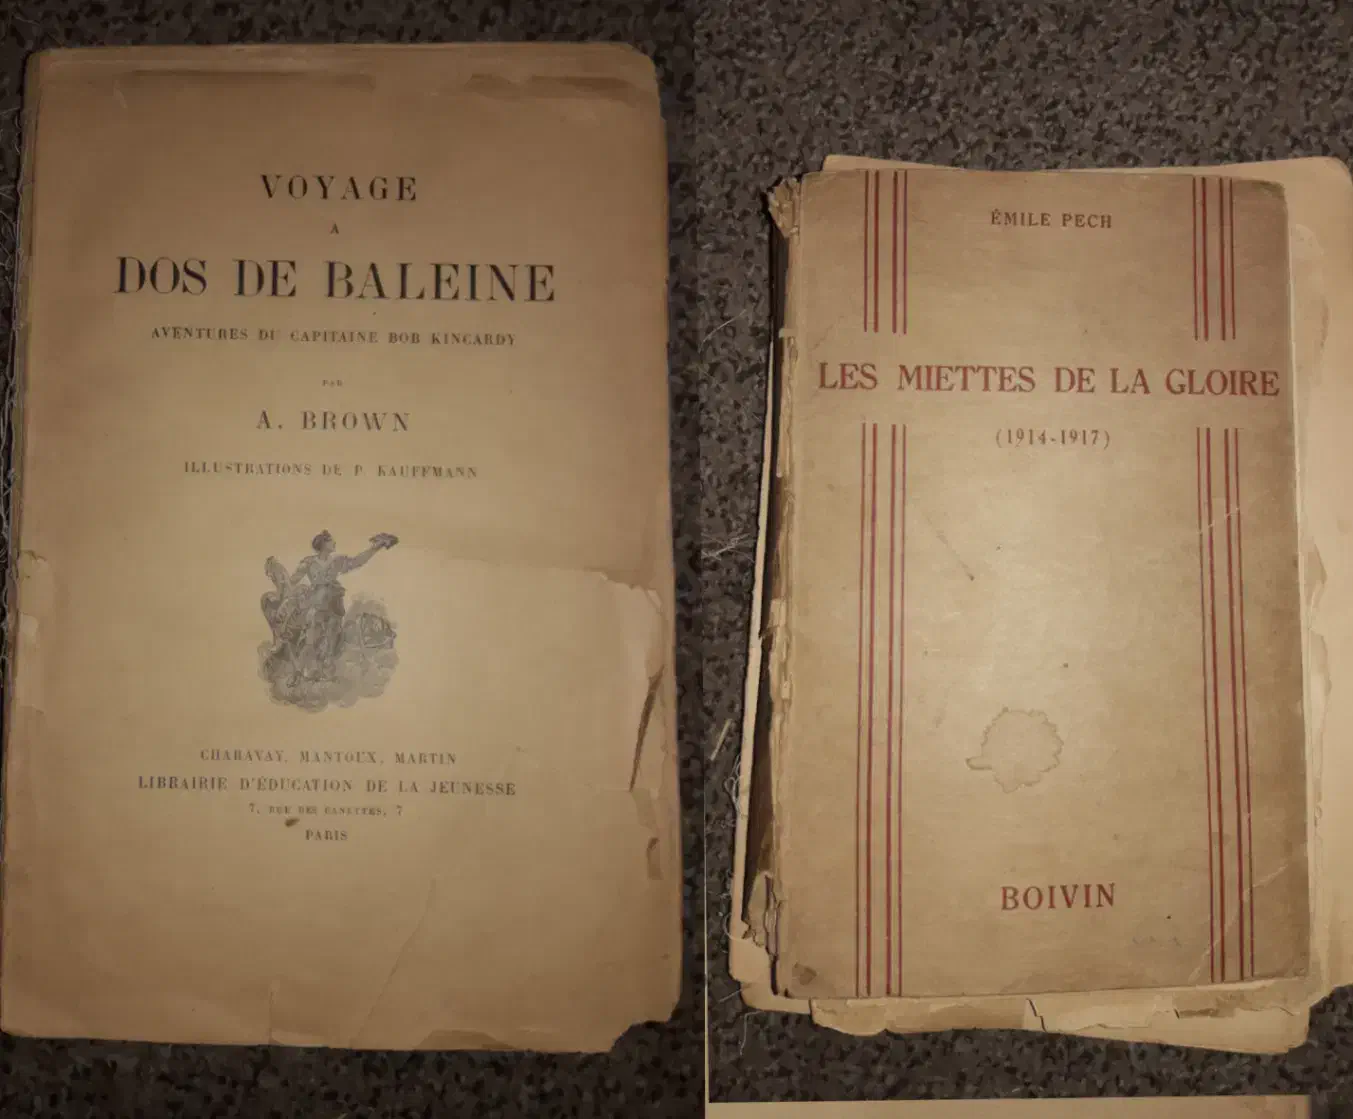 VOYAGE
A
DOS DE BALEINE
AVENTURES DU CAPITAINE BOB KINCARDY
PAR
A. BROWN
ILLUSTRATIONS DE P. KAUFFMANN
CHARAVAY, MANTOUX, MARTIN
LIBRAIRIE D'ÉDUCATION DE LA JEUNESSE
7, RUE DES CANETTES, 7
PARIS
ÉMILE PECH
LES MIETTES DE LA GLOIRE
(1914-1917)
BOIVIN